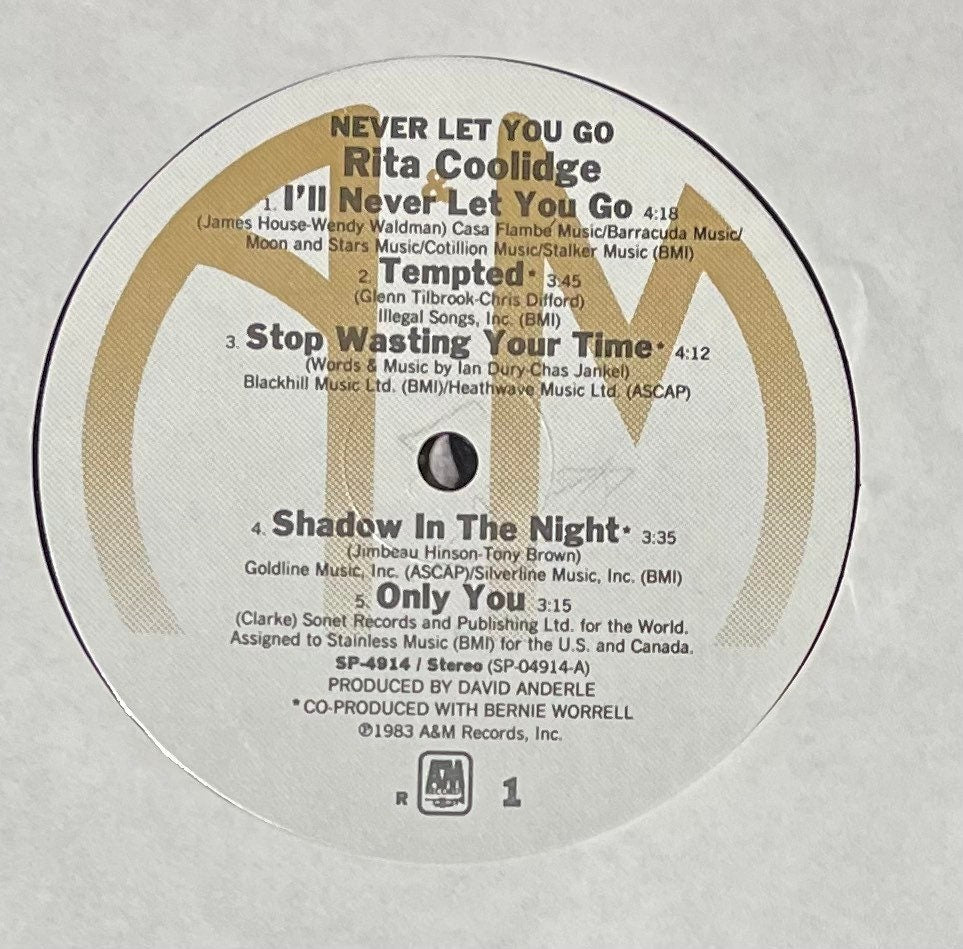 NEVER LET YOU GO
Rita Coolidge
1. I'll Never Let You Go 4:18
(James House-Wendy Waldman) Casa Flambé Music/Barracuda Music/
Moon and Stars Music/Cotillion Music/Stalker Music (BMI)
2. Tempted* 3:45
(Glenn Tilbrook-Chris Difford)
Illegal Songs, Inc. (BMI)
3. Stop Wasting Your Time* 4:12
(Words & Music by Ian Dury-Chas Jankel)
Blackhill Music Ltd. (BMI)/Heathwave Music Ltd. (ASCAP)
4. Shadow In The Night* 3:35
(Jimbeau Hinson-Tony Brown)
Goldline Music, Inc. (ASCAP)/Silverline Music, Inc. (BMI)
5. Only You 3:15
(Clarke) Sonet Records and Publishing Ltd. for the World.
Assigned to Stainless Music (BMI) for the U.S. and Canada.
SP-4914 / Stereo (SP-04914-A)
PRODUCED BY DAVID ANDERLE
*CO-PRODUCED WITH BERNIE WORRELL
℗1983 A&M Records, Inc.
R A&M RECORDS 1
A&M